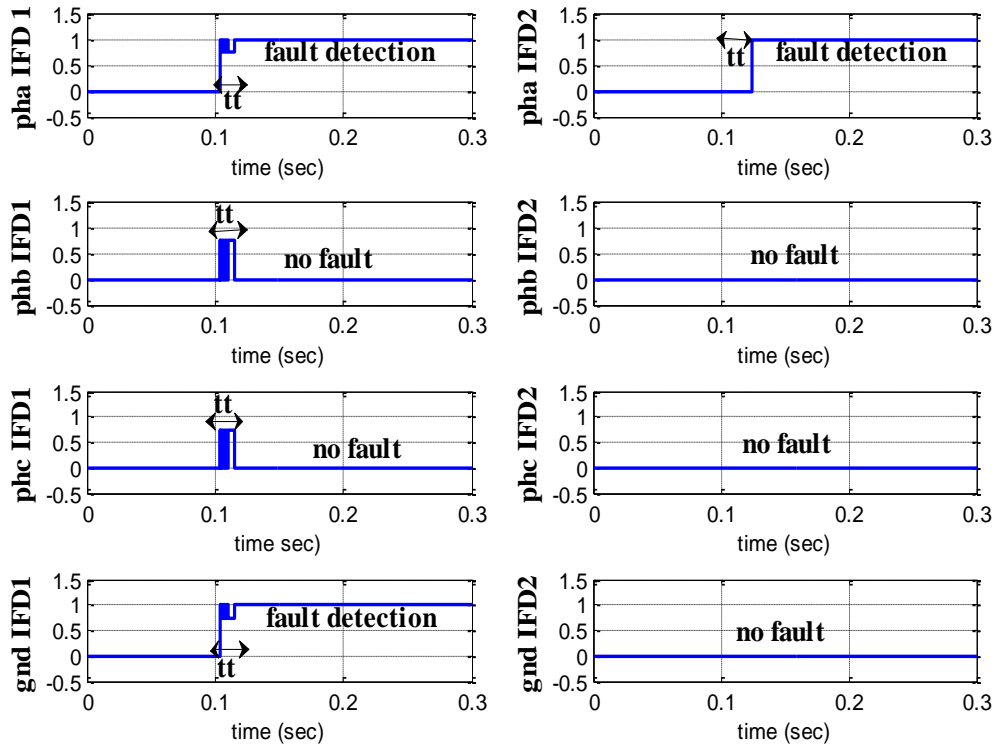 pha IFD 1
1.5
1
0.5
0
-0.5
fault detection
tt
0 0.1 0.2 0.3
time (sec)
pha IFD2
1.5
1
0.5
0
-0.5
tt
fault detection
0 0.1 0.2 0.3
time (sec)
phb IFD1
1.5
1
0.5
0
-0.5
tt
no fault
0 0.1 0.2 0.3
time (sec)
phb IFD2
1.5
1
0.5
0
-0.5
no fault
0 0.1 0.2 0.3
time (sec)
phc IFD1
1.5
1
0.5
0
-0.5
tt
no fault
0 0.1 0.2 0.3
time sec)
phc IFD2
1.5
1
0.5
0
-0.5
no fault
0 0.1 0.2 0.3
time (sec)
gnd IFD1
1.5
1
0.5
0
-0.5
fault detection
tt
0 0.1 0.2 0.3
time (sec)
gnd IFD2
1.5
1
0.5
0
-0.5
no fault
0 0.1 0.2 0.3
time (sec)